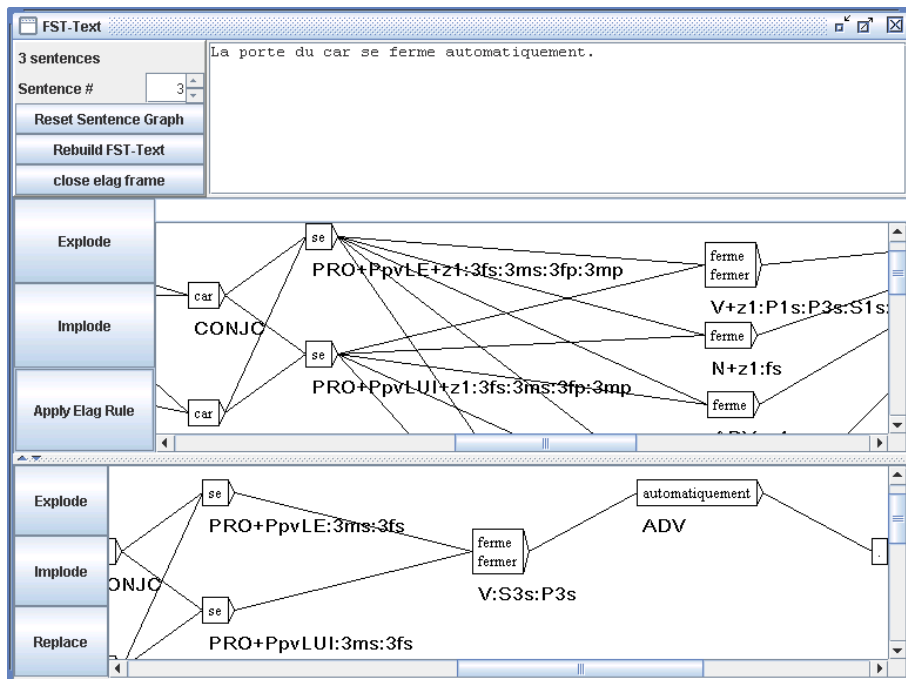 FST-Text
3 sentences
Sentence #
3
Reset Sentence Graph
Rebuild FST-Text
close elag frame
La porte du car se ferme automatiquement.
Explode
Implode
Apply Elag Rule
se
PRO+PpvLE+z1:3fs:3ms:3fp:3mp
car
CONJC
se
PRO+PpvLUI+z1:3fs:3ms:3fp:3mp
car
ferme
fermer
V+z1:P1s:P3s:S1s:
ferme
N+z1:fs
ferme
Explode
Implode
Replace
se
PRO+PpvLE:3ms:3fs
ONJC
se
PRO+PpvLUI:3ms:3fs
ferme
fermer
V:S3s:P3s
automatiquement
ADV
.